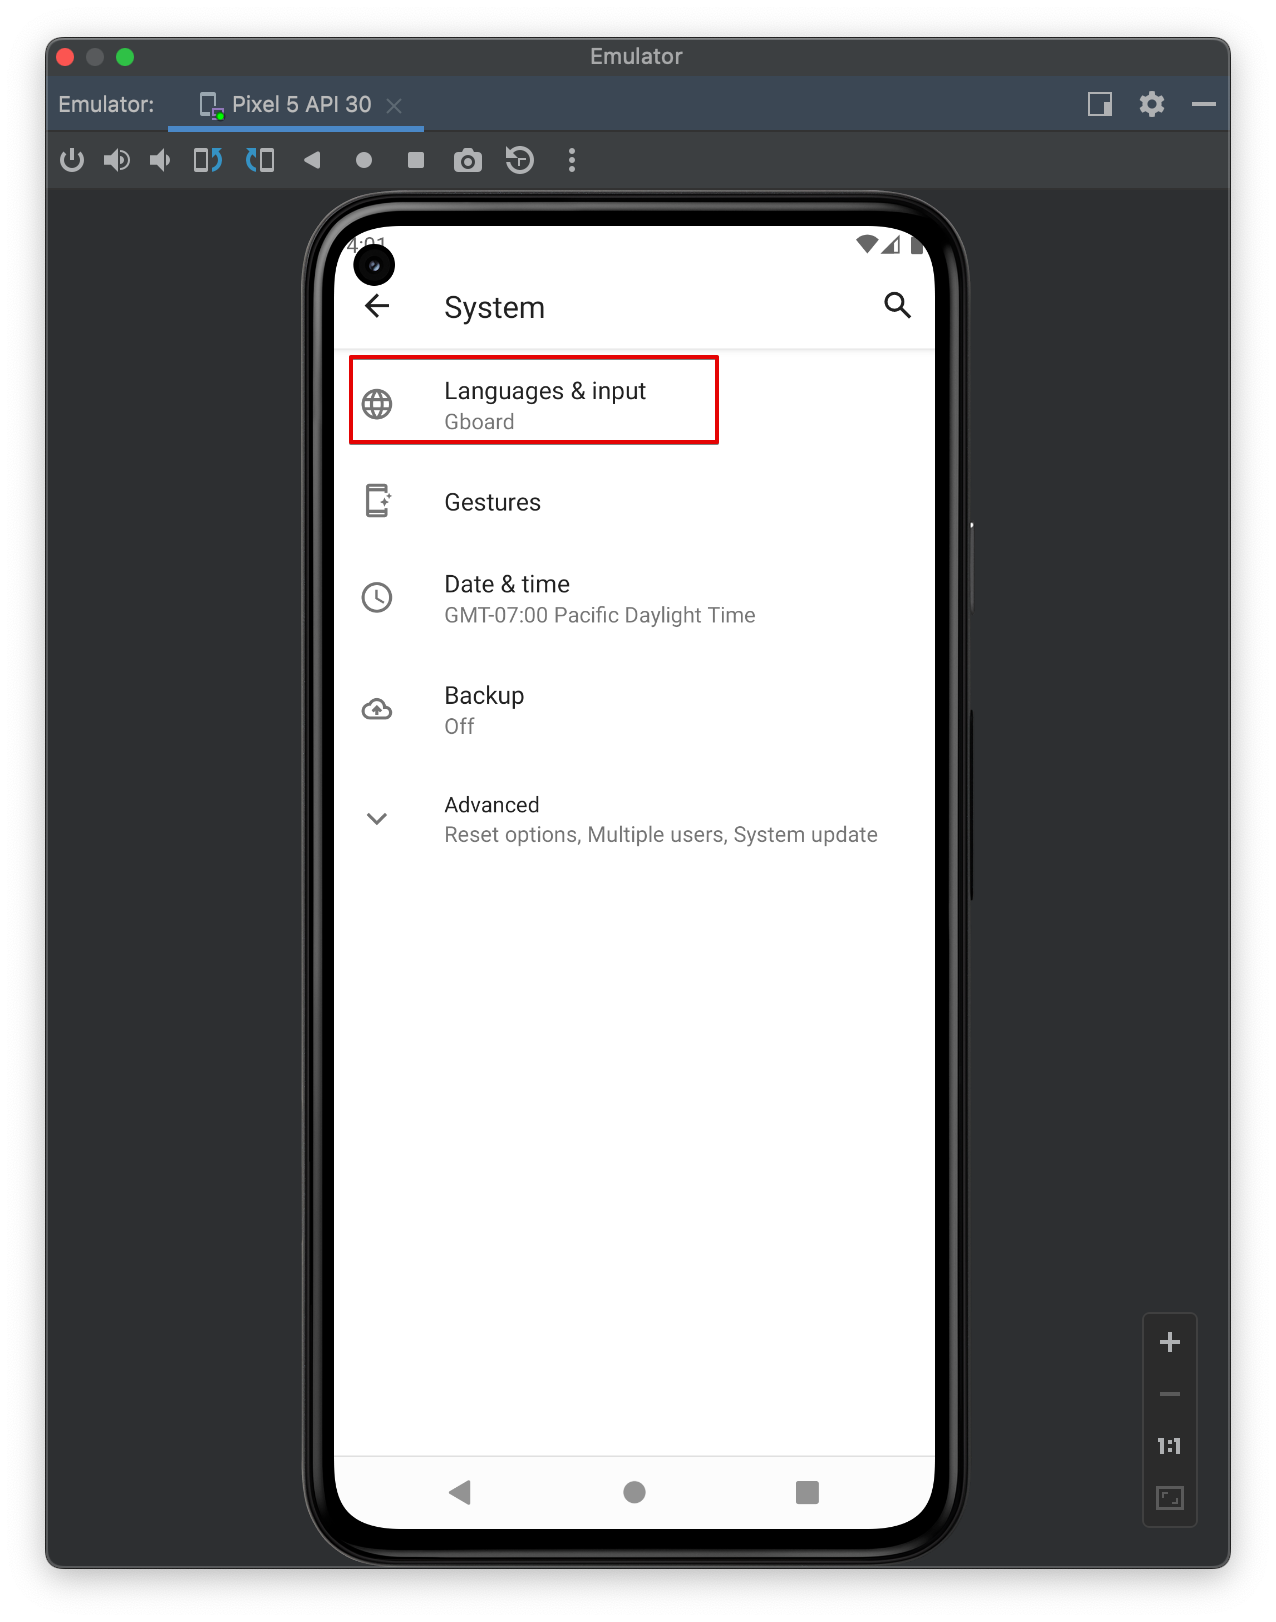 Emulator
Emulator: Pixel 5 API 30
4:01
System
Languages & input
Gboard
Gestures
Date & time
GMT-07:00 Pacific Daylight Time
Backup
Off
Advanced
Reset options, Multiple users, System update
1:1